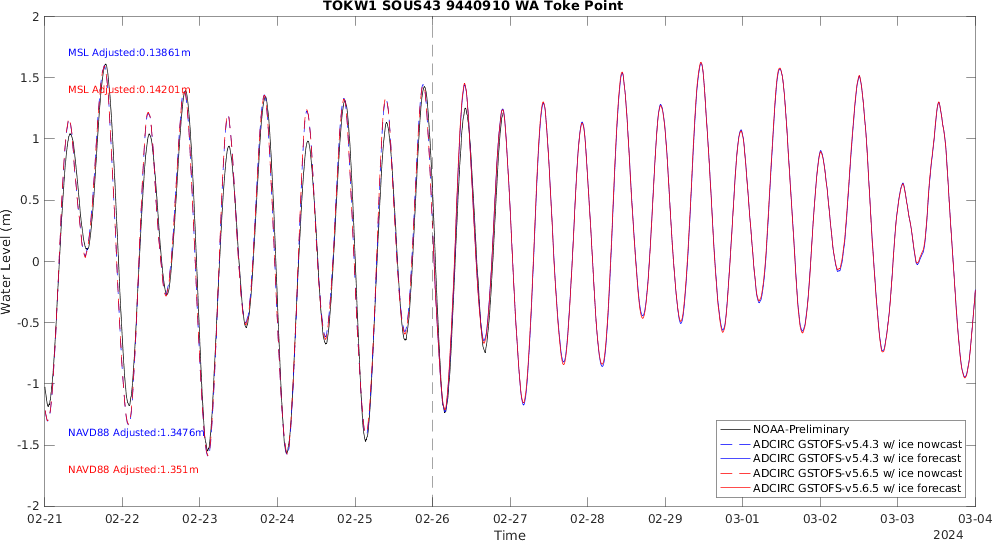 TOKW1 SOUS43 9440910 WA Toke Point
MSL Adjusted:0.13861m
MSL Adjusted:0.14201m
NAVD88 Adjusted:1.3476m
NAVD88 Adjusted:1.351m
Water Level (m)
2
1.5
1
0.5
0
-0.5
-1
-1.5
-2
NOAA-Preliminary
ADCIRC GSTOFS-v5.4.3 w/ ice nowcast
ADCIRC GSTOFS-v5.4.3 w/ ice forecast
ADCIRC GSTOFS-v5.6.5 w/ ice nowcast
ADCIRC GSTOFS-v5.6.5 w/ ice forecast
02-21 02-22 02-23 02-24 02-25 02-26 02-27 02-28 02-29 03-01 03-02 03-03 03-04
Time
2024